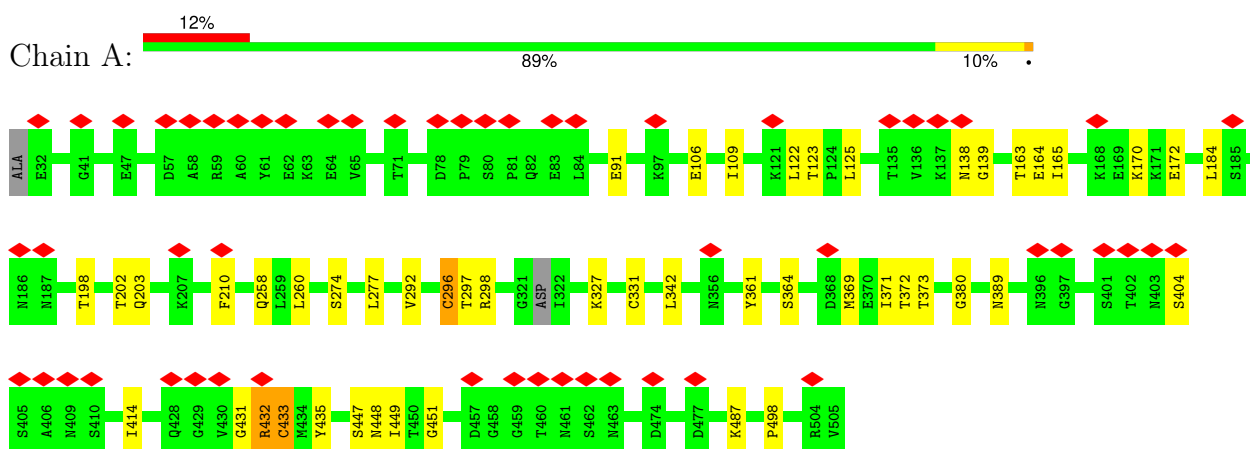 12%
Chain A:
89% 10% •
ALA E32 G41 E47 D57 A58 R59 A60 Y61 E62 K63 E64 V65 T71 D78 P79 S80 P81 Q82 E83 L84 E91 K97 E106 I109 K121 L122 T123 P124 L125 T135 V136 K137 N138 G139 T163 E164 I165 K168 E169 K170 K171 E172 L184 S185
N186 N187 T198 T202 Q203 K207 F210 Q258 L259 L260 S274 L277 V292 C296 T297 R298 G321 ASP I322 K327 C331 L342 N356 Y361 S364 D368 M369 E370 I371 T372 T373 G380 N389 N396 G397 S401 T402 N403 S404
S405 A406 N409 S410 I414 Q428 G429 V430 G431 R432 C433 M434 Y435 S447 N448 I449 T450 G451 D457 G458 G459 T460 N461 S462 N463 D474 D477 K487 P498 R504 V505